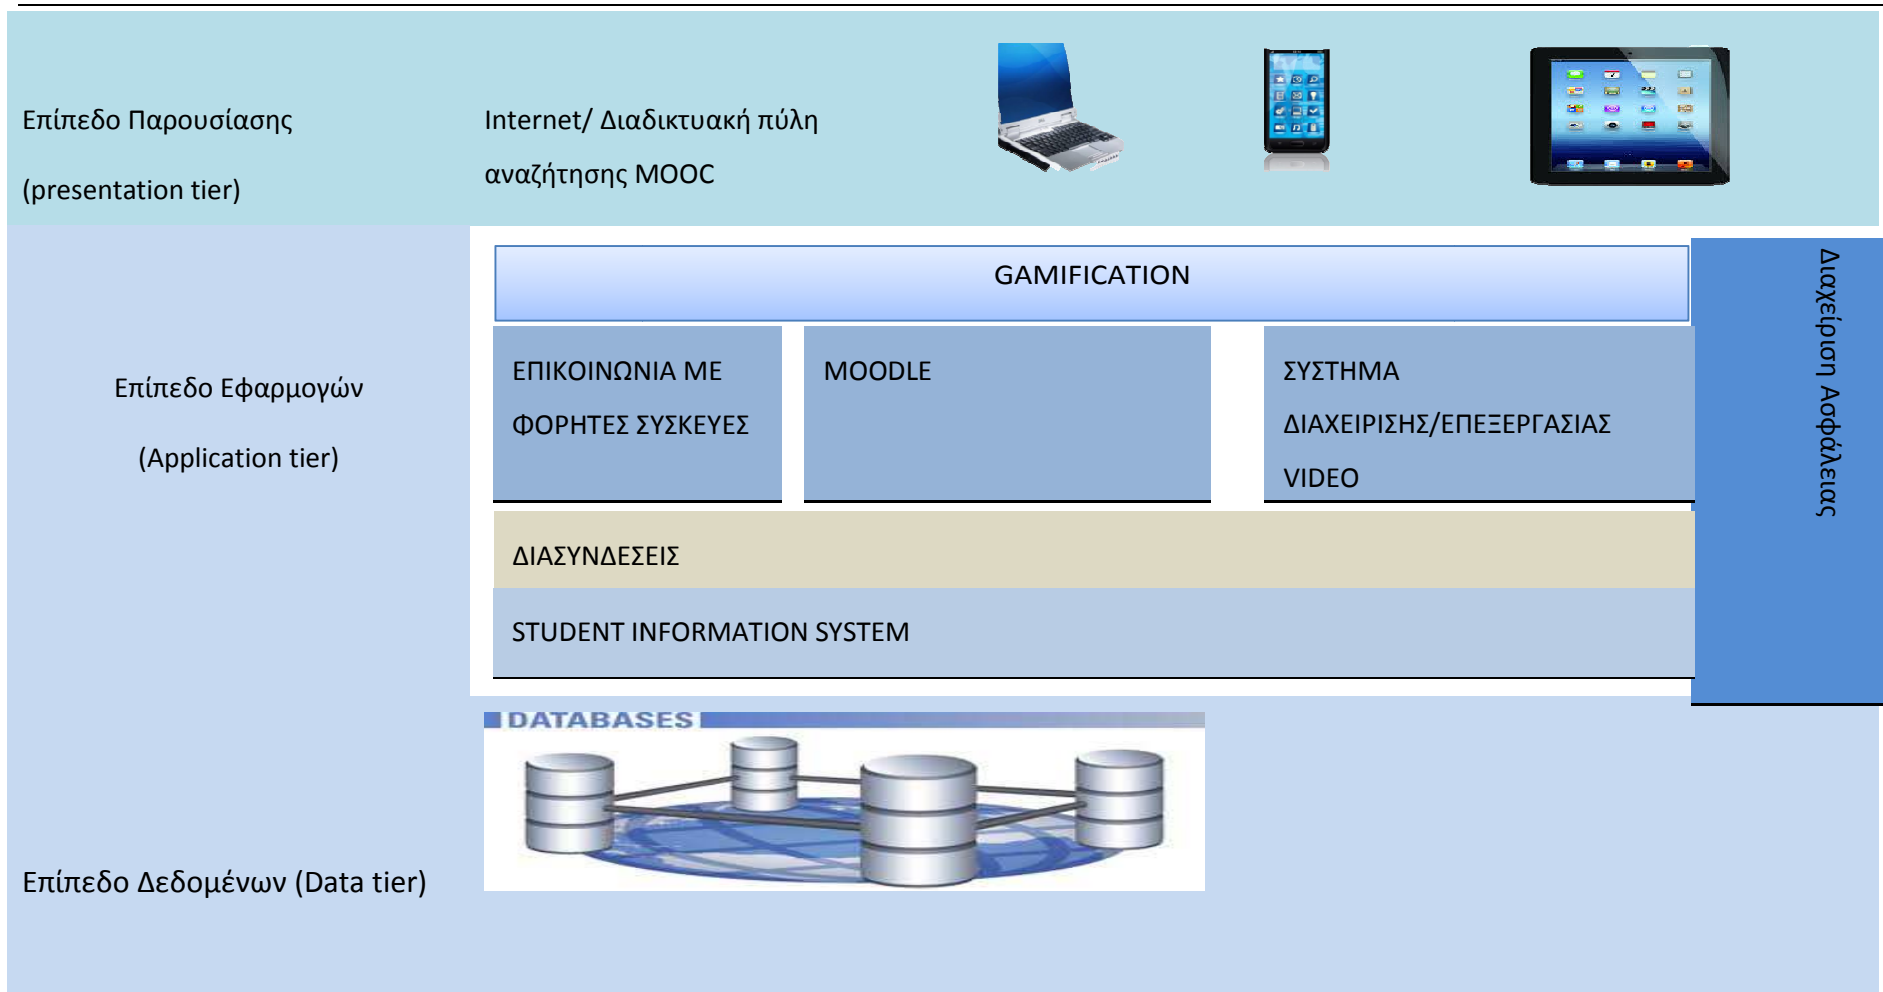 Επίπεδο Παρουσίασης
(presentation tier)
Internet/ Διαδικτυακή πύλη
αναζήτησης MOOC
GAMIFICATION
Διαχείριση Ασφάλειας
Επίπεδο Εφαρμογών
(Application tier)
ΕΠΙΚΟΙΝΩΝΙΑ ΜΕ
ΦΟΡΗΤΕΣ ΣΥΣΚΕΥΕΣ
MOODLE
ΣΥΣΤΗΜΑ
ΔΙΑΧΕΙΡΙΣΗΣ/ΕΠΕΞΕΡΓΑΣΙΑΣ
VIDEO
ΔΙΑΣΥΝΔΕΣΕΙΣ
STUDENT INFORMATION SYSTEM
DATABASES
Επίπεδο Δεδομένων (Data tier)